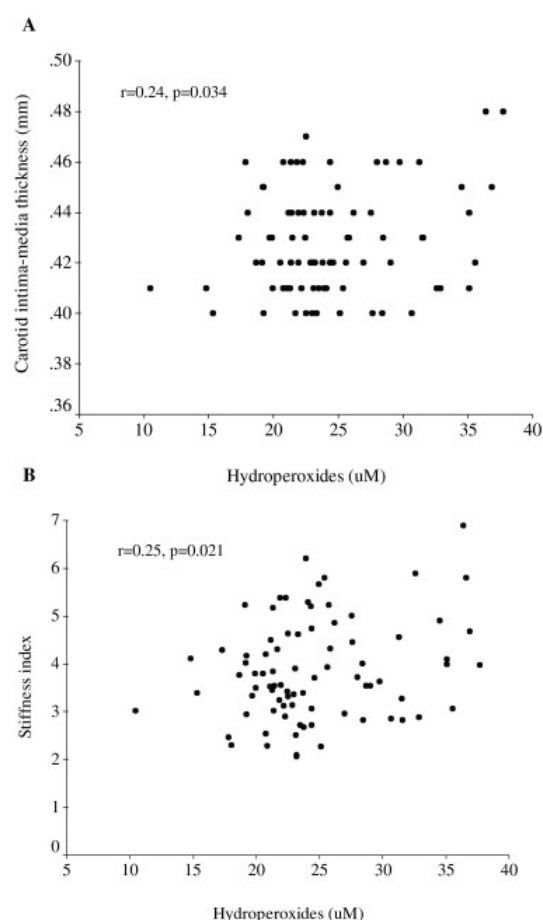 A
.50
r=0.24, p=0.034
.48
.46
.44
.42
.40
.38
.36
5 10 15 20 25 30 35 40
Carotid intima-media thickness (mm)
Hydroperoxides (uM)
B
7
r=0.25, p=0.021
6
5
4
3
2
1
0
5 10 15 20 25 30 35 40
Stiffness index
Hydroperoxides (uM)